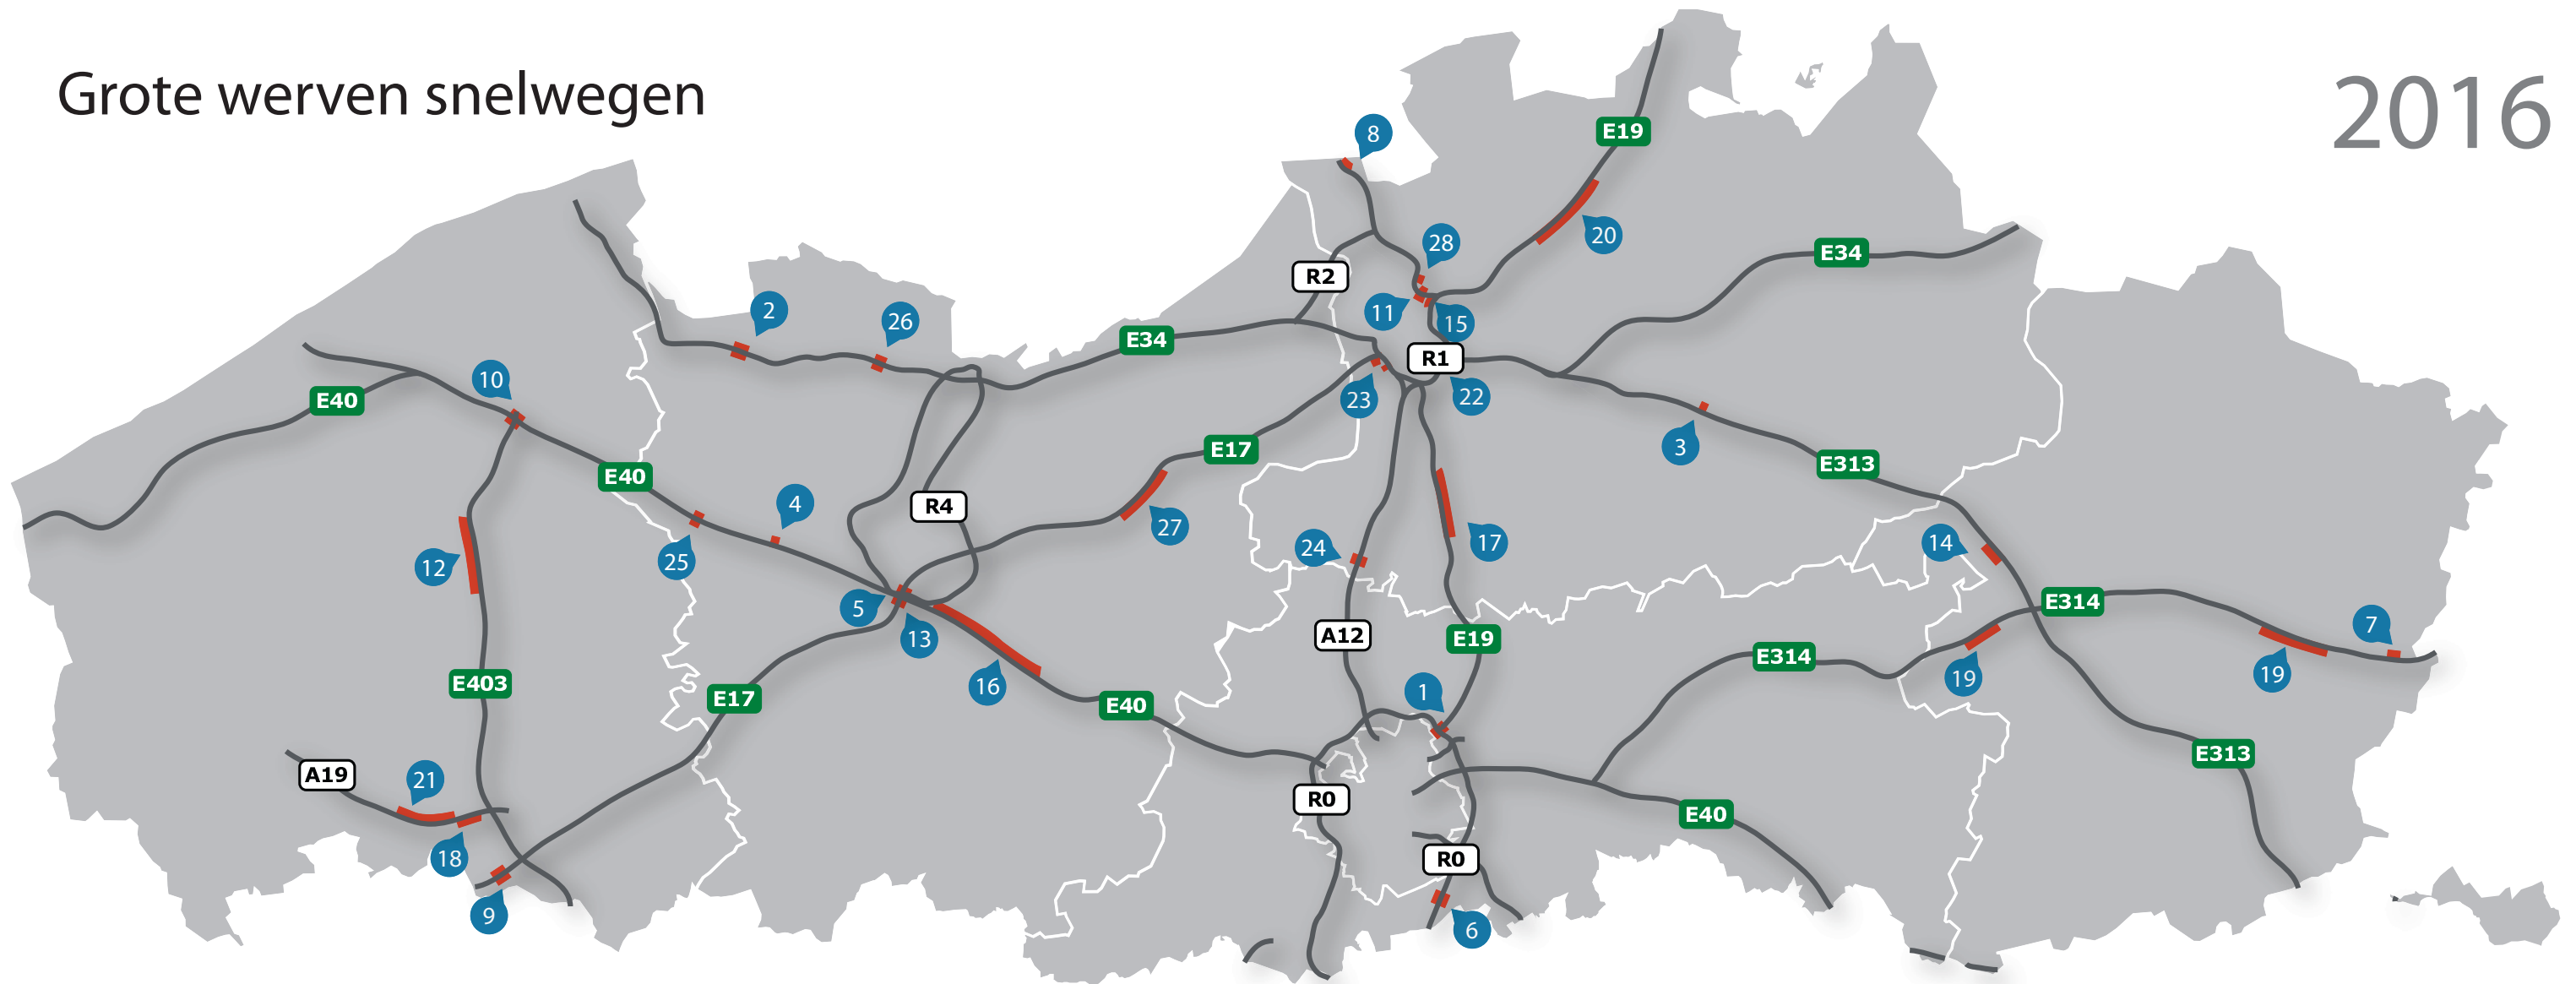 Grote werven snelwegen
2016
8
E19
28
20
R2
E34
2
26
11
15
E34
10
R1
E40
23
22
3
E17
E313
E40
4
R4
27
12
25
24
17
14
5
13
A12
E19
E314
7
16
E314
19
19
E403
E17
E40
1
A19
21
R0
E40
E313
18
R0
9
6